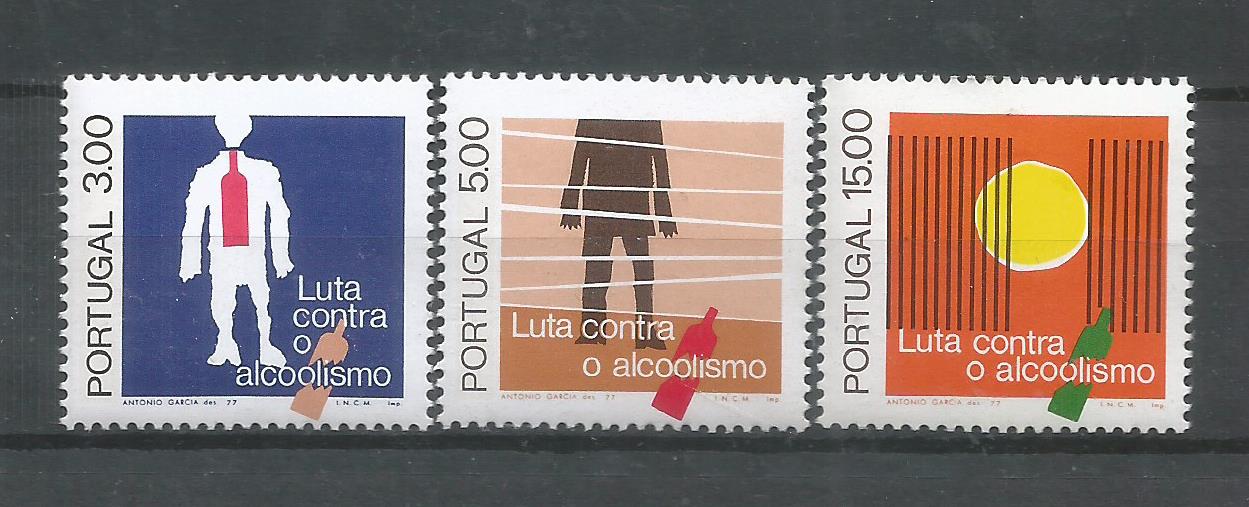 PORTUGAL 3.00
Luta
contra
o
alcoolismo
ANTONIO GARCIA des. 77 I.N.C.M. Imp.
PORTUGAL 5.00
Luta contra
o alcoolismo
ANTONIO GARCIA des. 77 I.N.C.M. Imp.
PORTUGAL 15.00
Luta contra
o alcoolismo
ANTONIO GARCIA des. 77 I.N.C.M. Imp.